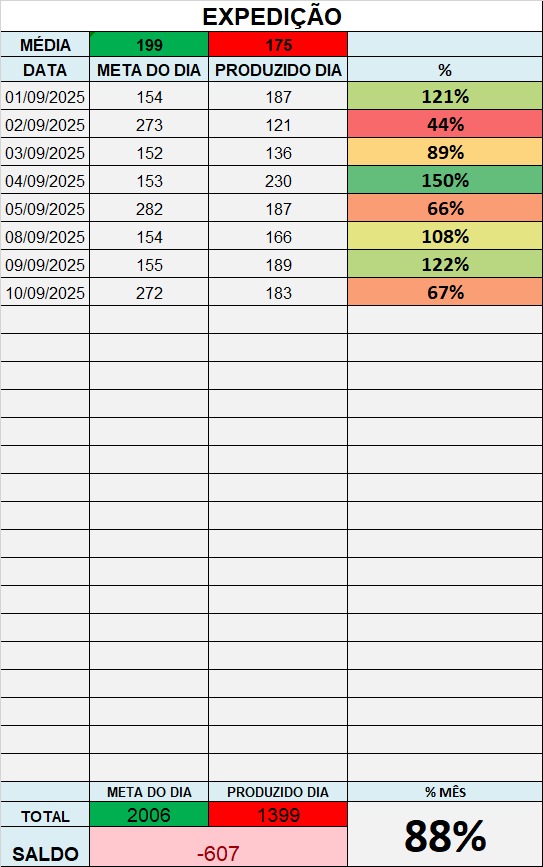 EXPEDIÇÃO
MÉDIA 199 175
DATA META DO DIA PRODUZIDO DIA %
01/09/2025 154 187 121%
02/09/2025 273 121 44%
03/09/2025 152 136 89%
04/09/2025 153 230 150%
05/09/2025 282 187 66%
08/09/2025 154 166 108%
09/09/2025 155 189 122%
10/09/2025 272 183 67%
META DO DIA PRODUZIDO DIA % MÊS
TOTAL 2006 1399
88%
SALDO -607